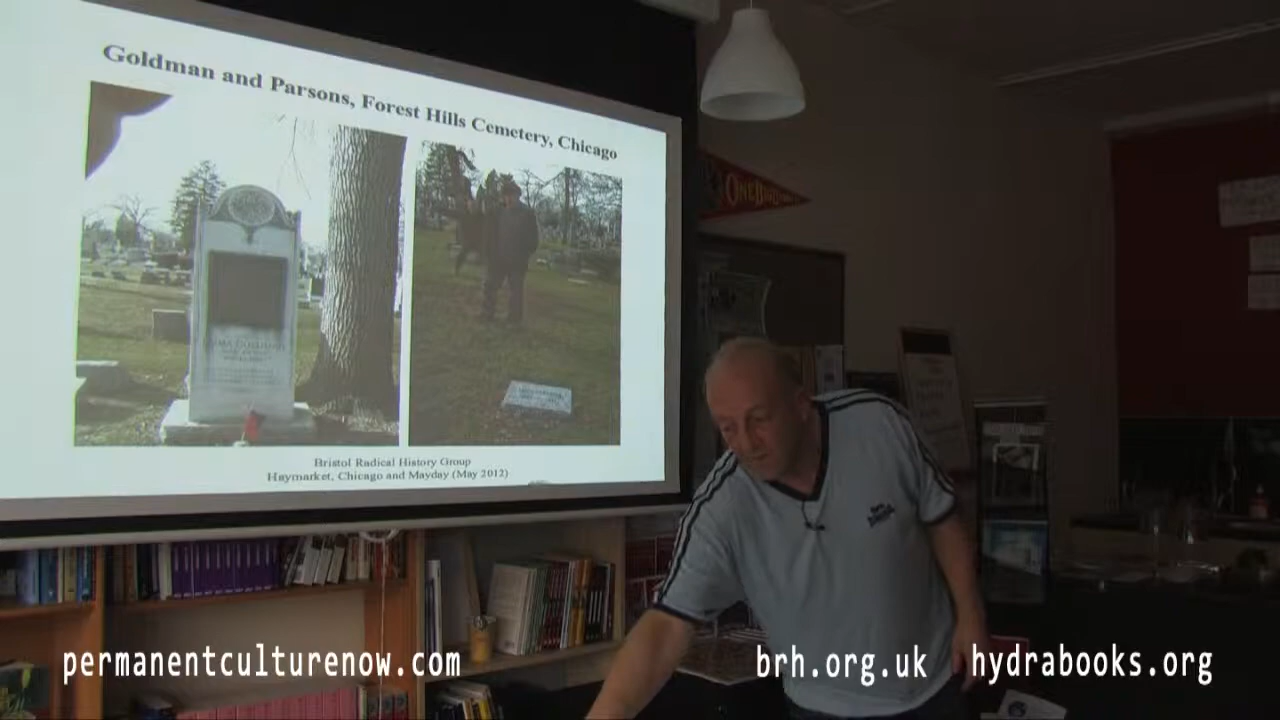 Goldman and Parsons, Forest Hills Cemetery, Chicago
Bristol Radical History Group
Haymarket, Chicago and Mayday (May 2012)
permanentculturenow.com
brh.org.uk
hydrabooks.org